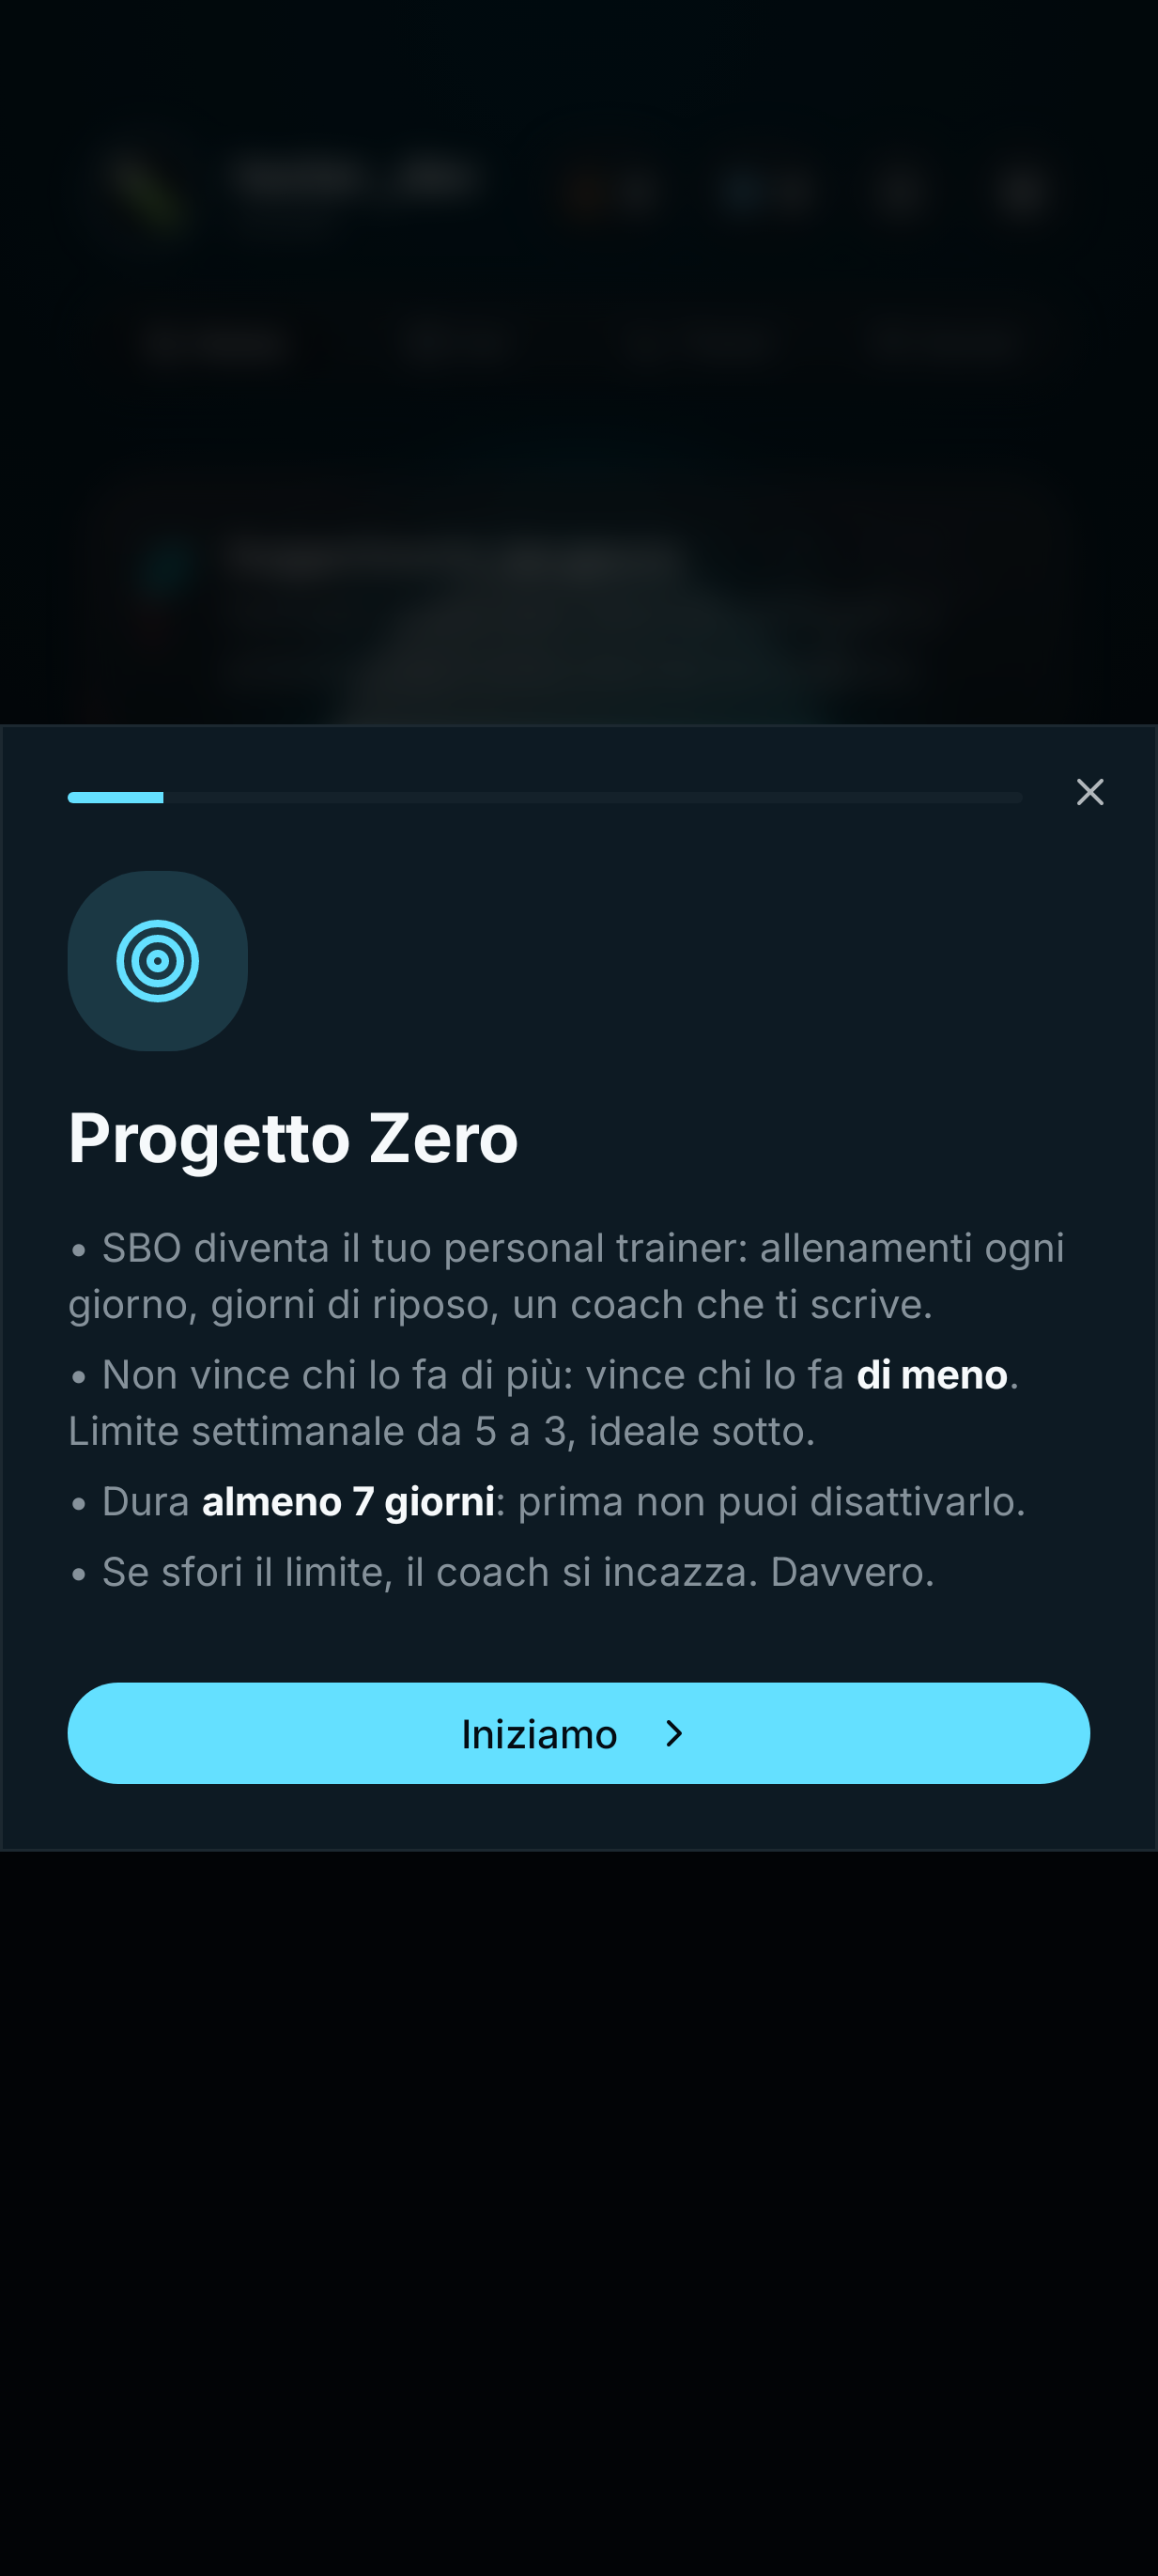 Progetto Zero
• SBO diventa il tuo personal trainer: allenamenti ogni
giorno, giorni di riposo, un coach che ti scrive.
• Non vince chi lo fa di più: vince chi lo fa di meno.
Limite settimanale da 5 a 3, ideale sotto.
• Dura almeno 7 giorni: prima non puoi disattivarlo.
• Se sfori il limite, il coach si incazza. Davvero.
Iniziamo